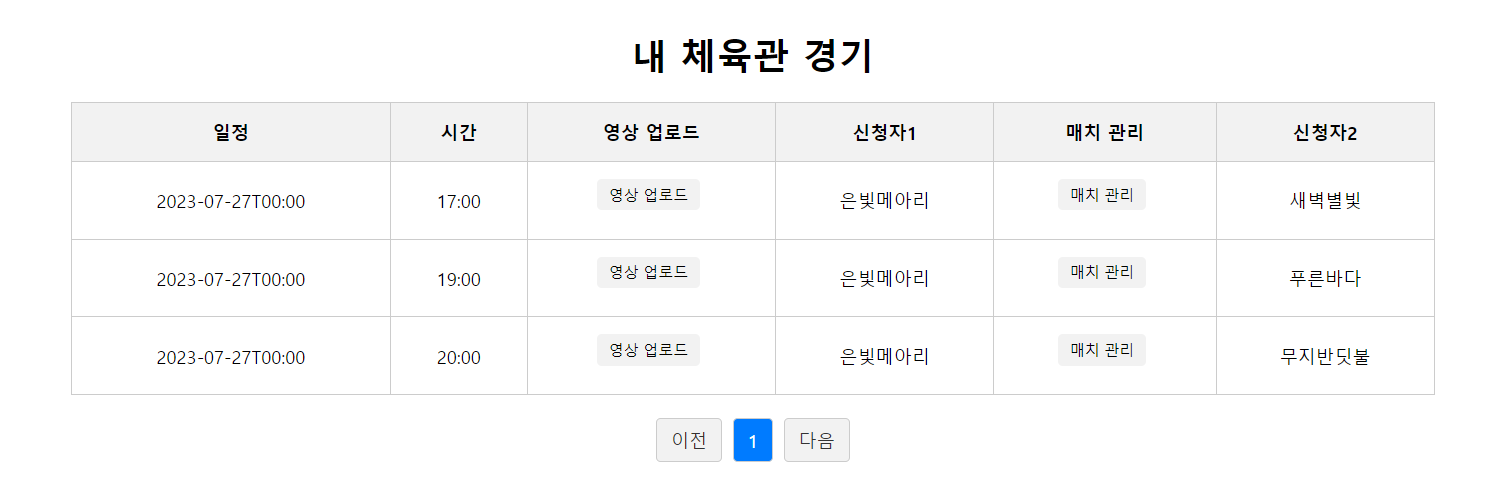 내 체육관 경기
일정 시간 영상 업로드 신청자1 매치 관리 신청자2
2023-07-27T00:00 17:00 영상 업로드 은빛메아리 매치 관리 새벽별빛
2023-07-27T00:00 19:00 영상 업로드 은빛메아리 매치 관리 푸른바다
2023-07-27T00:00 20:00 영상 업로드 은빛메아리 매치 관리 무지반딧불
이전 1 다음